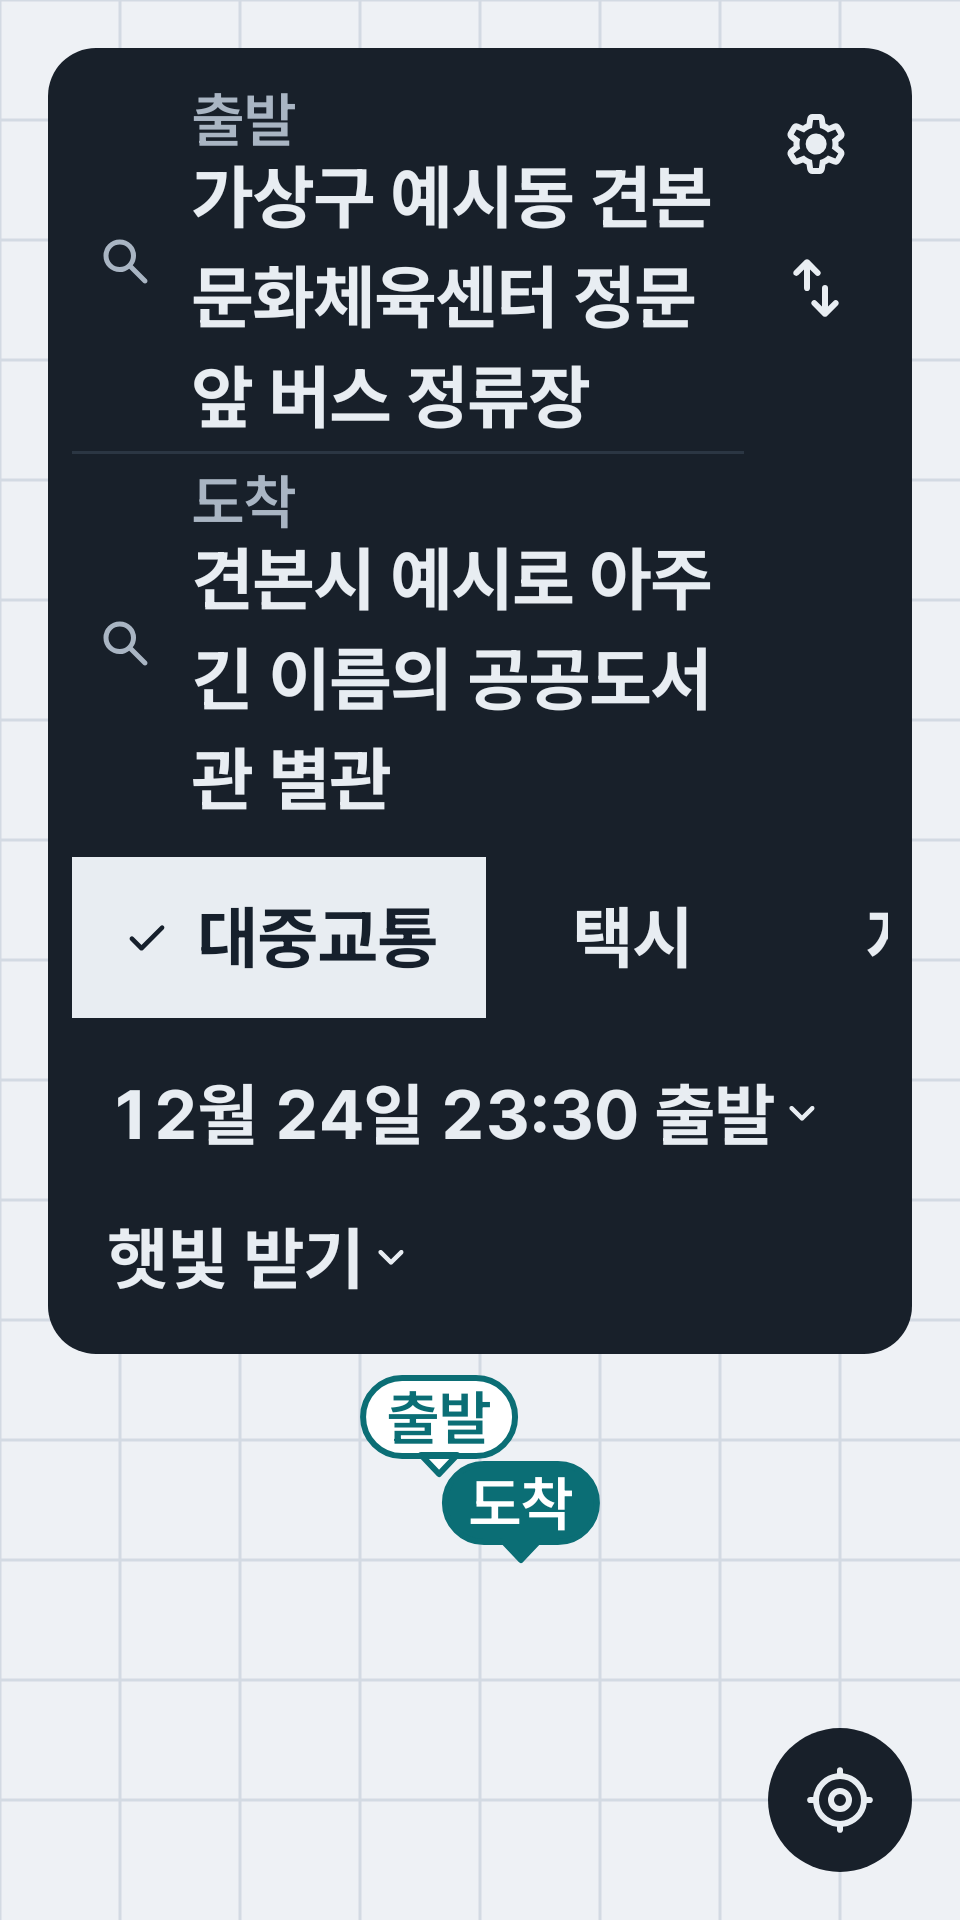 출발
가상구 예시동 견본
문화체육센터 정문
앞 버스 정류장
도착
견본시 예시로 아주
긴 이름의 공공도서
관 별관
대중교통 택시
12월 24일 23:30 출발
햇빛 받기
출발
도착